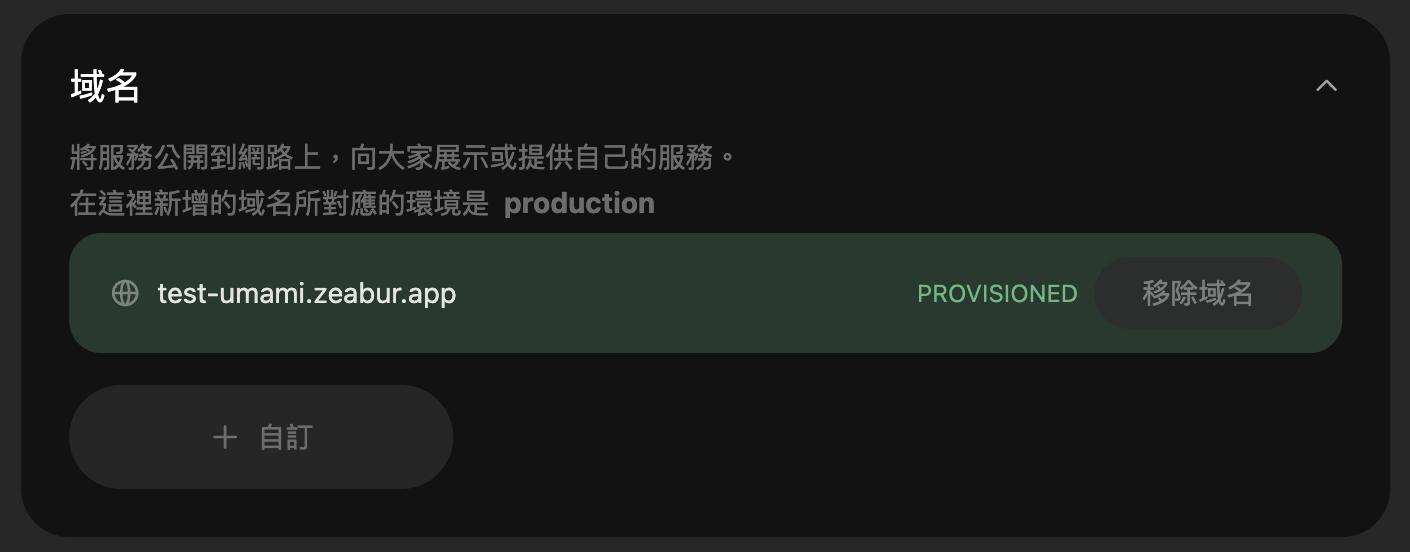 域名
將服務公開到網路上，向大家展示或提供自己的服務。
在這裡新增的域名所對應的環境是 production
test-umami.zeabur.app PROVISIONED 移除域名
＋ 自訂